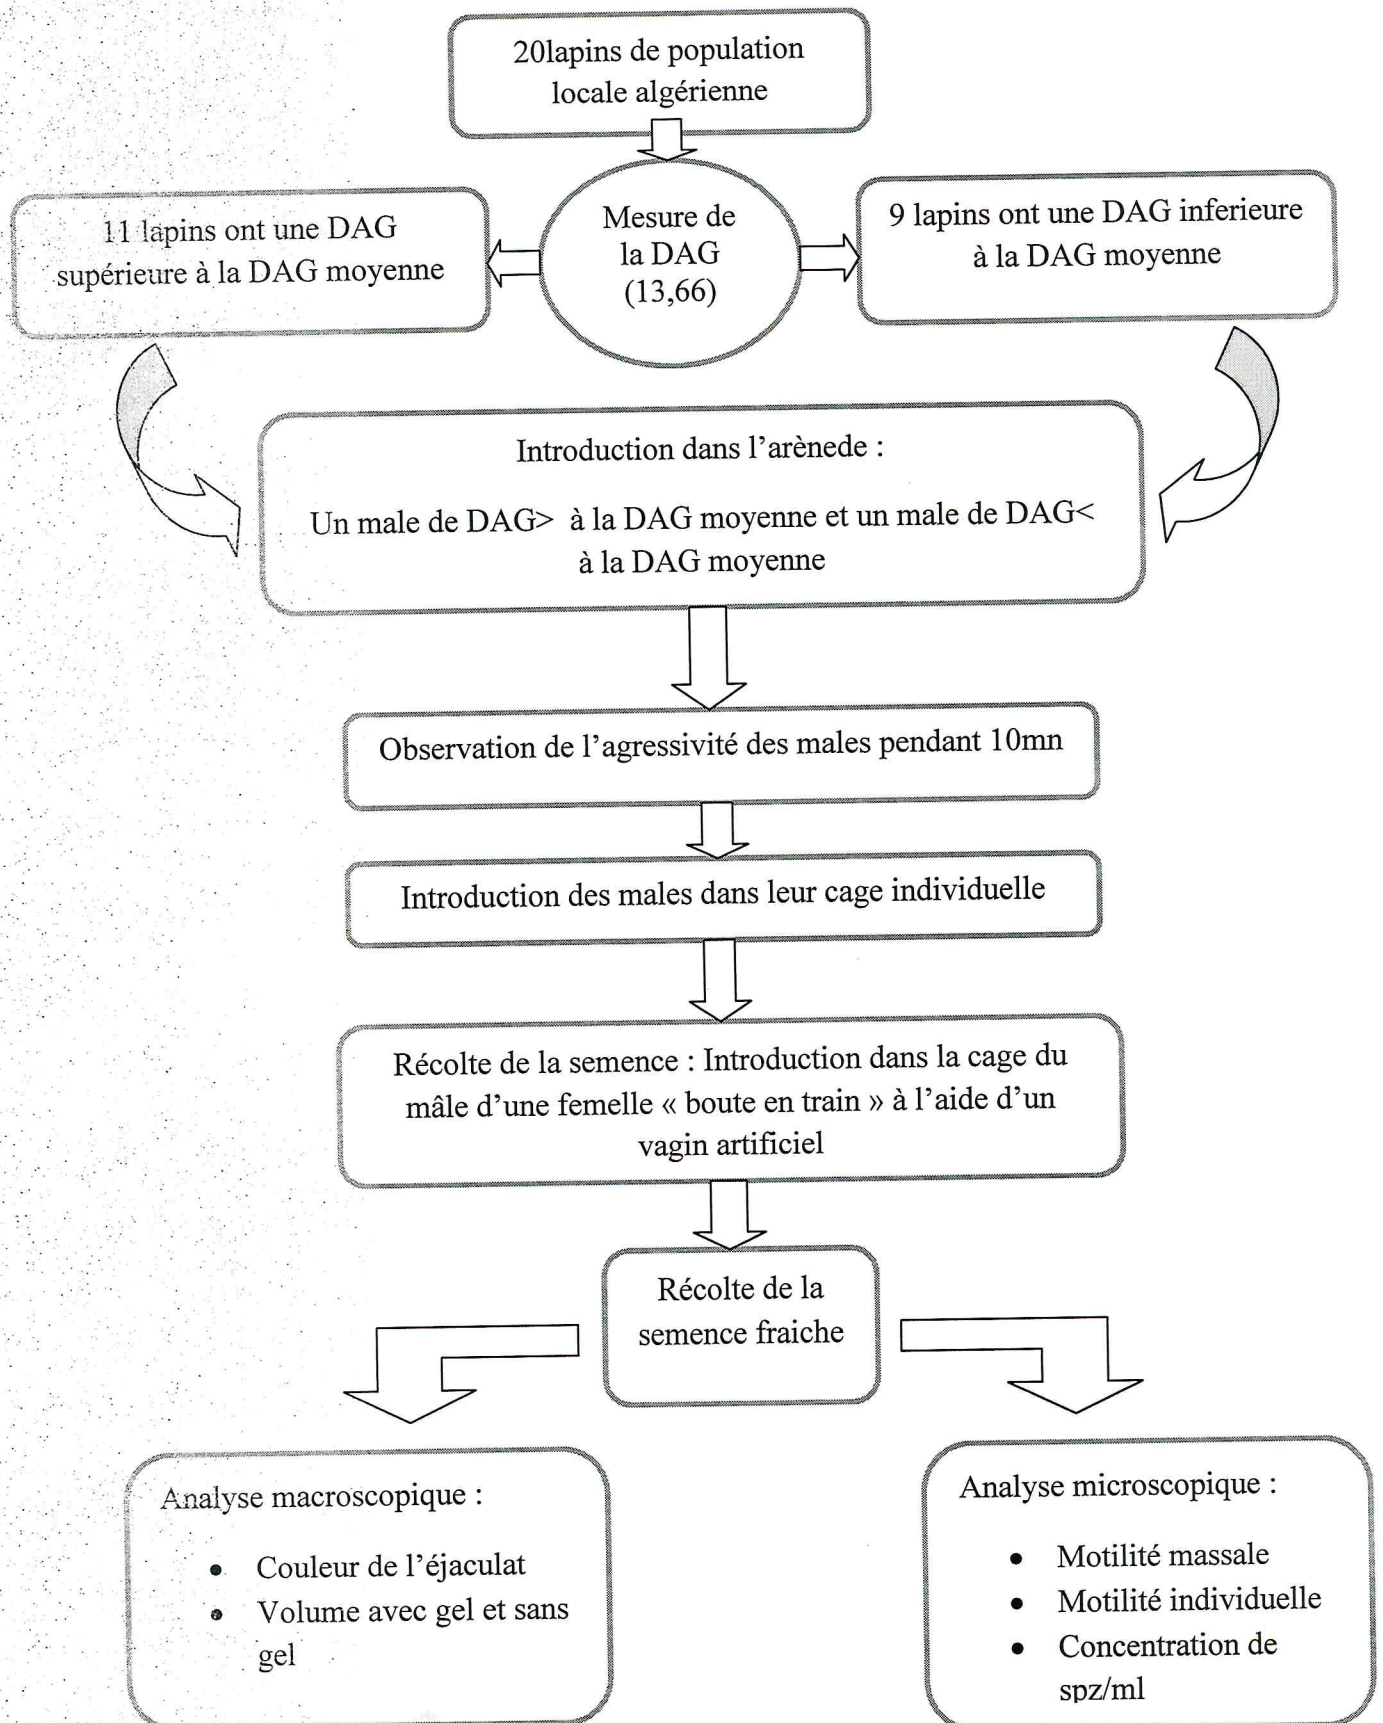 20lapins de population
locale algérienne
11 lapins ont une DAG
supérieure à la DAG moyenne
Mesure de
la DAG
(13,66)
9 lapins ont une DAG inferieure
à la DAG moyenne
Introduction dans l’arènede :
Un male de DAG> à la DAG moyenne et un male de DAG<
à la DAG moyenne
Observation de l’agressivité des males pendant 10mn
Introduction des males dans leur cage individuelle
Récolte de la semence : Introduction dans la cage du
mâle d’une femelle « boute en train » à l’aide d’un
vagin artificiel
Récolte de la
semence fraiche
Analyse macroscopique :
• Couleur de l’éjaculat
• Volume avec gel et sans
gel
Analyse microscopique :
• Motilité massale
• Motilité individuelle
• Concentration de
spz/ml